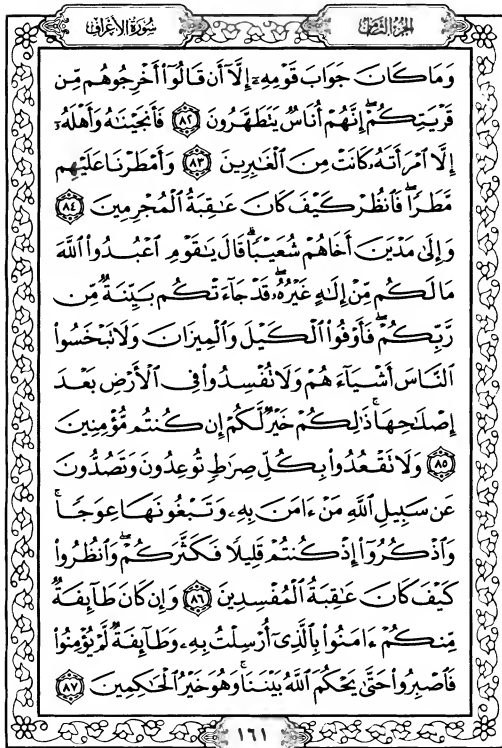 سُورَةُ الأَعۡرَافِ
الجُزۡءُ الثَّامِنُ
وَمَا كَانَ جَوَابَ قَوۡمِهِۦٓ إِلَّآ أَن قَالُوٓاْ أَخۡرِجُوهُم مِّن
قَرۡيَتِكُمۡۖ إِنَّهُمۡ أُنَاسٞ يَتَطَهَّرُونَ ٨٢ فَأَنجَيۡنَٰهُ وَأَهۡلَهُۥٓ
إِلَّا ٱمۡرَأَتَهُۥ كَانَتۡ مِنَ ٱلۡغَٰبِرِينَ ٨٣ وَأَمۡطَرۡنَا عَلَيۡهِم
مَّطَرٗاۖ فَٱنظُرۡ كَيۡفَ كَانَ عَٰقِبَةُ ٱلۡمُجۡرِمِينَ ٨٤
وَإِلَىٰ مَدۡيَنَ أَخَاهُمۡ شُعَيۡبٗاۚ قَالَ يَٰقَوۡمِ ٱعۡبُدُواْ ٱللَّهَ
مَا لَكُم مِّنۡ إِلَٰهٍ غَيۡرُهُۥۖ قَدۡ جَآءَتۡكُم بَيِّنَةٞ مِّن
رَّبِّكُمۡۖ فَأَوۡفُواْ ٱلۡكَيۡلَ وَٱلۡمِيزَانَ وَلَا تَبۡخَسُواْ
ٱلنَّاسَ أَشۡيَآءَهُمۡ وَلَا تُفۡسِدُواْ فِي ٱلۡأَرۡضِ بَعۡدَ
إِصۡلَٰحِهَاۚ ذَٰلِكُمۡ خَيۡرٞ لَّكُمۡ إِن كُنتُم مُّؤۡمِنِينَ
٨٥ وَلَا تَقۡعُدُواْ بِكُلِّ صِرَٰطٖ تُوعِدُونَ وَتَصُدُّونَ
عَن سَبِيلِ ٱللَّهِ مَنۡ ءَامَنَ بِهِۦ وَتَبۡغُونَهَا عِوَجٗاۚ
وَٱذۡكُرُوٓاْ إِذۡ كُنتُمۡ قَلِيلٗا فَكَثَّرَكُمۡۖ وَٱنظُرُواْ
كَيۡفَ كَانَ عَٰقِبَةُ ٱلۡمُفۡسِدِينَ ٨٦ وَإِن كَانَ طَآئِفَةٞ
مِّنكُمۡ ءَامَنُواْ بِٱلَّذِيٓ أُرۡسِلۡتُ بِهِۦ وَطَآئِفَةٞ لَّمۡ يُؤۡمِنُواْ
فَٱصۡبِرُواْ حَتَّىٰ يَحۡكُمَ ٱللَّهُ بَيۡنَنَاۚ وَهُوَ خَيۡرُ ٱلۡحَٰكِمِينَ ٨٧
١٦١